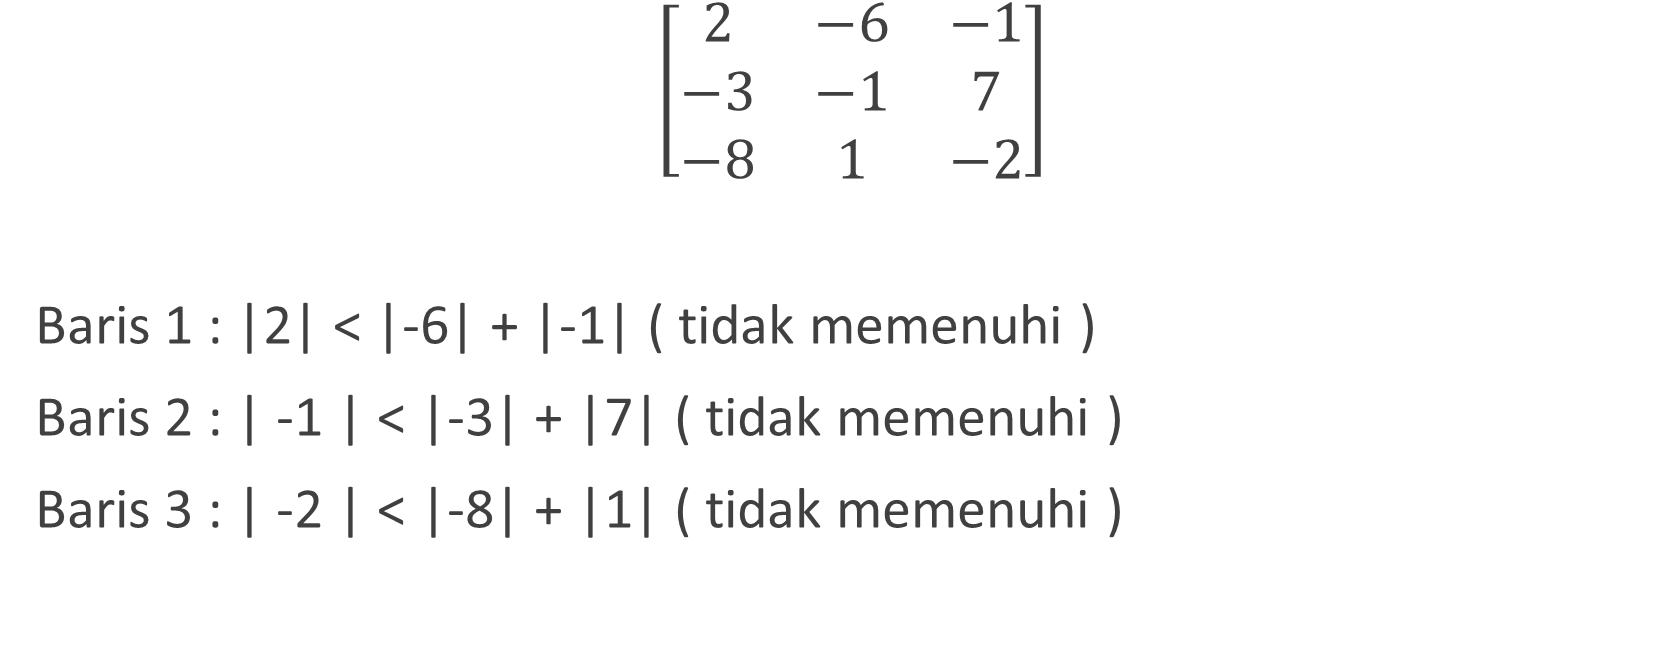 2 −6 −1
−3 −1 7
−8 1 −2
Baris 1 : |2| < |-6| + |-1| ( tidak memenuhi )
Baris 2 : | -1 | < |-3| + |7| ( tidak memenuhi )
Baris 3 : | -2 | < |-8| + |1| ( tidak memenuhi )